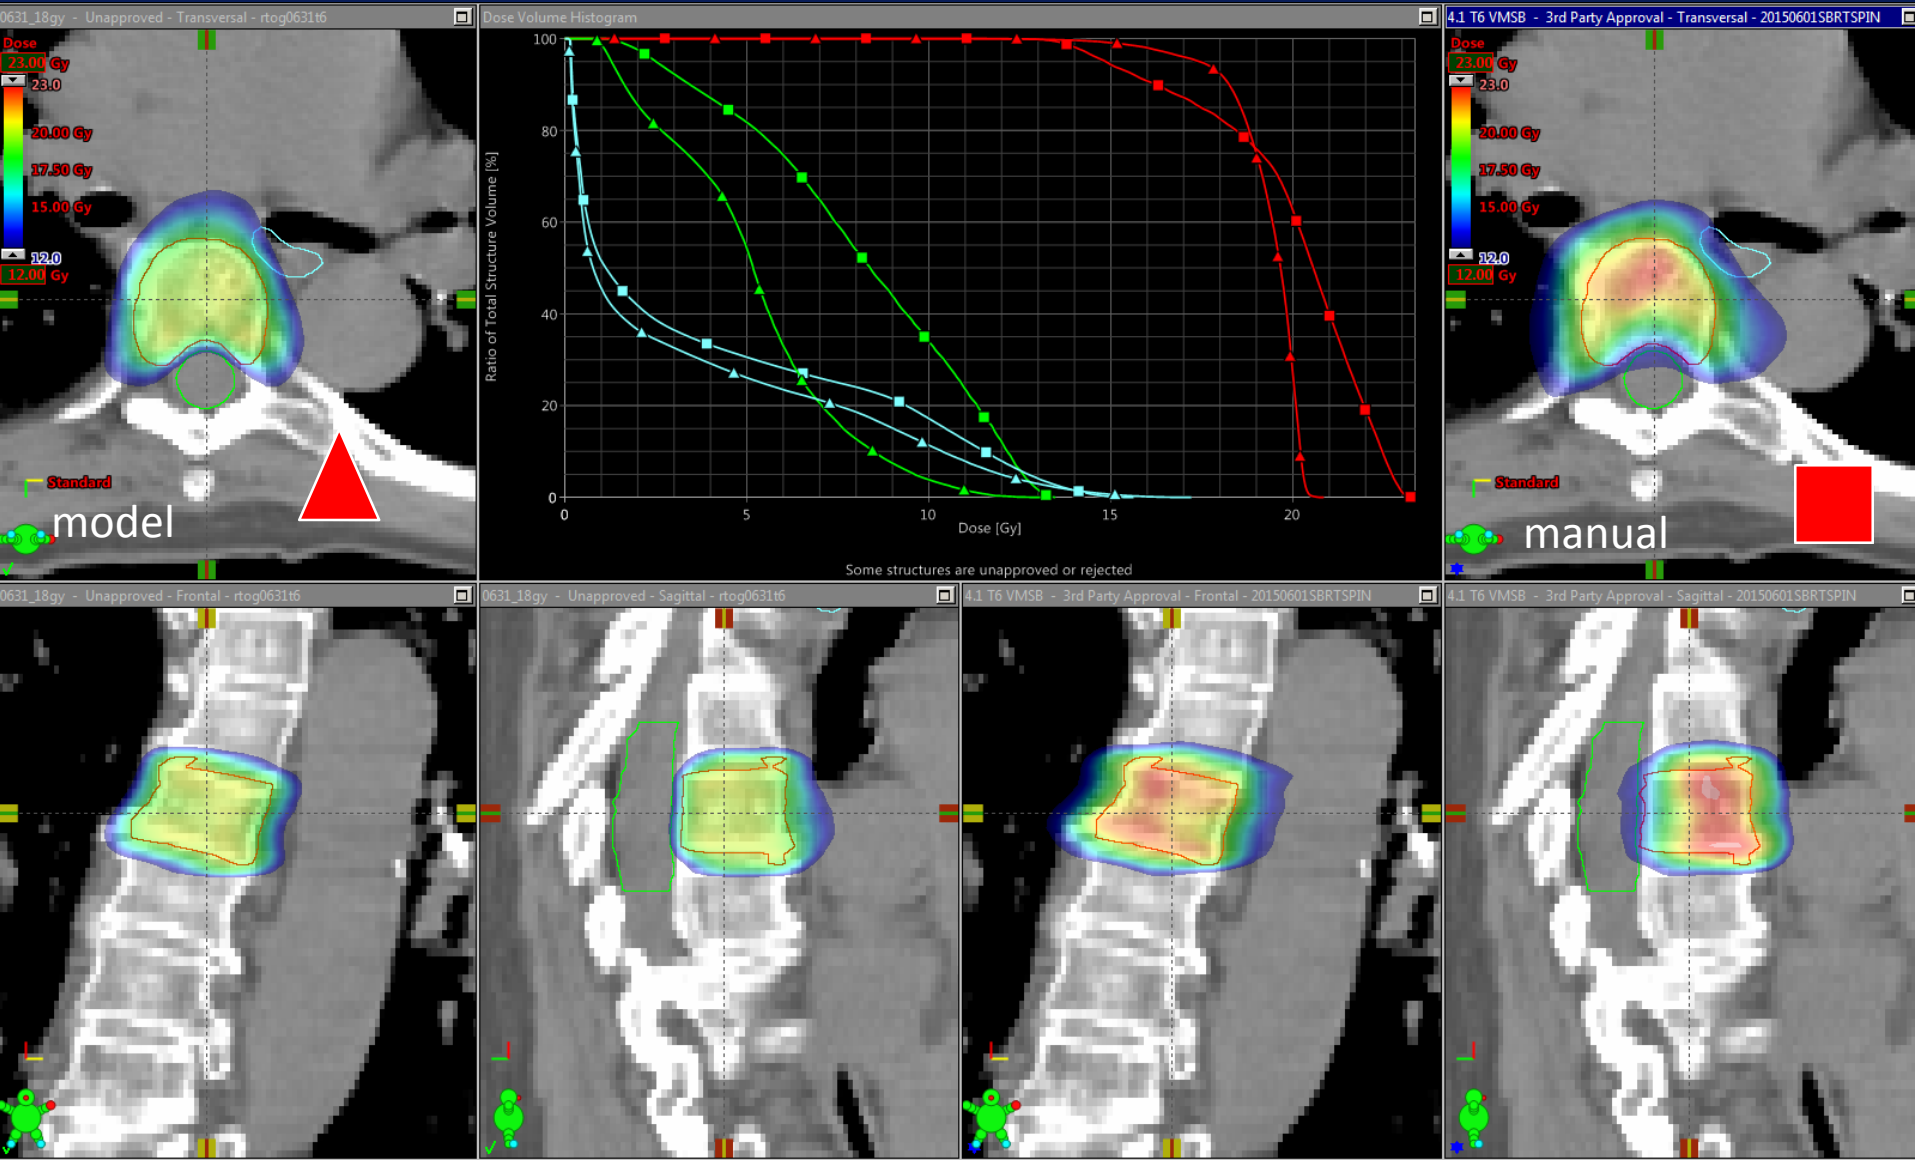 0631_18gy - Unapproved - Transversal - rtog0631t6
Dose
23.00 Gy
23.0
20.00 Gy
17.50 Gy
15.00 Gy
12.0
12.00 Gy
Standard
model
Dose Volume Histogram
Ratio of Total Structure Volume [%]
100
80
60
40
20
0
0 5 10 15 20
Dose [Gy]
Some structures are unapproved or rejected
4.1 T6 VMSB - 3rd Party Approval - Transversal - 20150601SBRTSPIN
Dose
23.00 Gy
23.0
20.00 Gy
17.50 Gy
15.00 Gy
12.0
12.00 Gy
Standard
manual
0631_18gy - Unapproved - Frontal - rtog0631t6
0631_18gy - Unapproved - Sagittal - rtog0631t6
4.1 T6 VMSB - 3rd Party Approval - Frontal - 20150601SBRTSPIN
4.1 T6 VMSB - 3rd Party Approval - Sagittal - 20150601SBRTSPIN